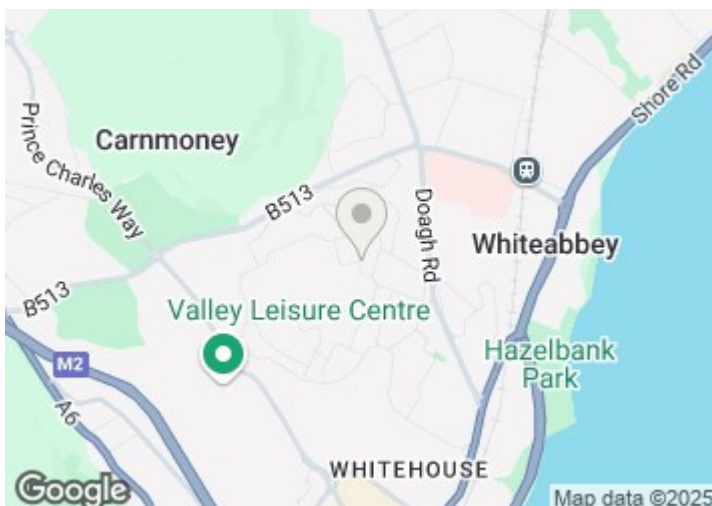 Shore Rd
Carnmoney
Prince Charles Way
B513
Doagh Rd
Whiteabbey
B513
Valley Leisure Centre
Hazelbank
Park
M2
A6
WHITEHOUSE
Google
Map data ©2025